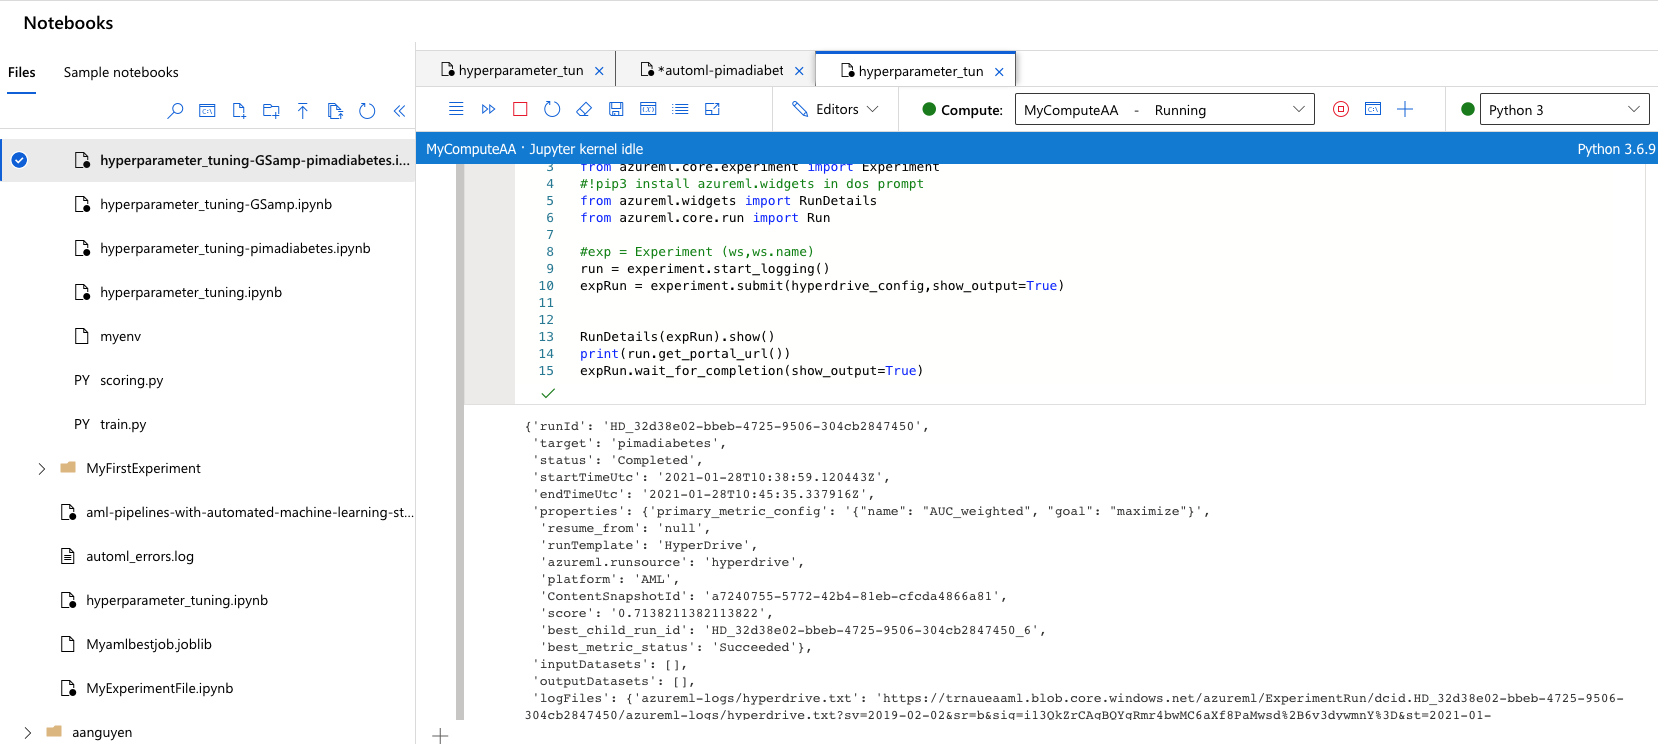 Notebooks
Files
Sample notebooks
hyperparameter_tuning-GSamp-pimadiabetes.i...
hyperparameter_tuning-GSamp.ipynb
hyperparameter_tuning-pimadiabetes.ipynb
hyperparameter_tuning.ipynb
myenv
PY scoring.py
PY train.py
MyFirstExperiment
aml-pipelines-with-automated-machine-learning-st...
automl_errors.log
hyperparameter_tuning.ipynb
Myamlbestjob.joblib
MyExperimentFile.ipynb
aanguyen
hyperparameter_tun
*automl-pimadiabet
hyperparameter_tun
Editors
Compute:
MyComputeAA - Running
Python 3
MyComputeAA · Jupyter kernel idle
Python 3.6.9
3 from azureml.core.experiment import Experiment
4 #!pip3 install azureml.widgets in dos prompt
5 from azureml.widgets import RunDetails
6 from azureml.core.run import Run
7
8 #exp = Experiment (ws,ws.name)
9 run = experiment.start_logging()
10 expRun = experiment.submit(hyperdrive_config,show_output=True)
11
12
13 RunDetails(expRun).show()
14 print(run.get_portal_url())
15 expRun.wait_for_completion(show_output=True)
{'runId': 'HD_32d38e02-bbeb-4725-9506-304cb2847450',
'target': 'pimadiabetes',
'status': 'Completed',
'startTimeUtc': '2021-01-28T10:38:59.120443Z',
'endTimeUtc': '2021-01-28T10:45:35.337916Z',
'properties': {'primary_metric_config': '{"name": "AUC_weighted", "goal": "maximize"}',
'resume_from': 'null',
'runTemplate': 'HyperDrive',
'azureml.runsource': 'hyperdrive',
'platform': 'AML',
'ContentSnapshotId': 'a7240755-5772-42b4-81eb-cfcda4866a81',
'score': '0.7138211382113822',
'best_child_run_id': 'HD_32d38e02-bbeb-4725-9506-304cb2847450_6',
'best_metric_status': 'Succeeded'},
'inputDatasets': [],
'outputDatasets': [],
'logFiles': {'azureml-logs/hyperdrive.txt': 'https://trnaueaaml.blob.core.windows.net/azureml/ExperimentRun/dcid.HD_32d38e02-bbeb-4725-9506-
304cb2847450/azureml-logs/hyperdrive.txt?sv=2019-02-02&sr=b&sig=i13QkZrCAqBQYqRmr4bwMC6aXf8PaMwsd%2B6v3dywmnY%3D&st=2021-01-